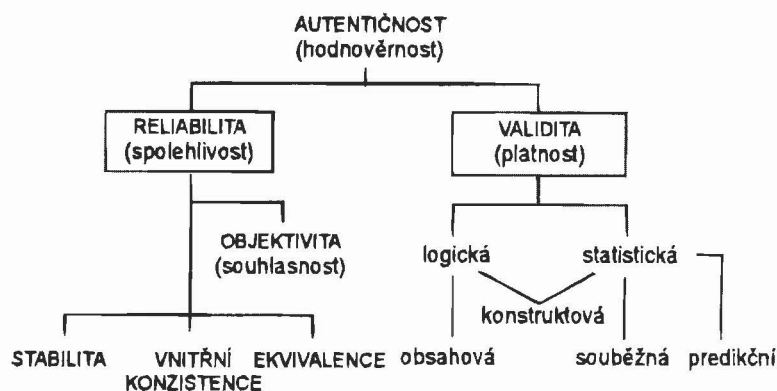 AUTENTIČNOST
(hodnověrnost)
RELIABILITA
(spolehlivost)
VALIDITA
(platnost)
OBJEKTIVITA
(souhlasnost)
logická
statistická
konstruktová
STABILITA
VNITŘNÍ
KONZISTENCE
EKVIVALENCE
obsahová
souběžná
predikční